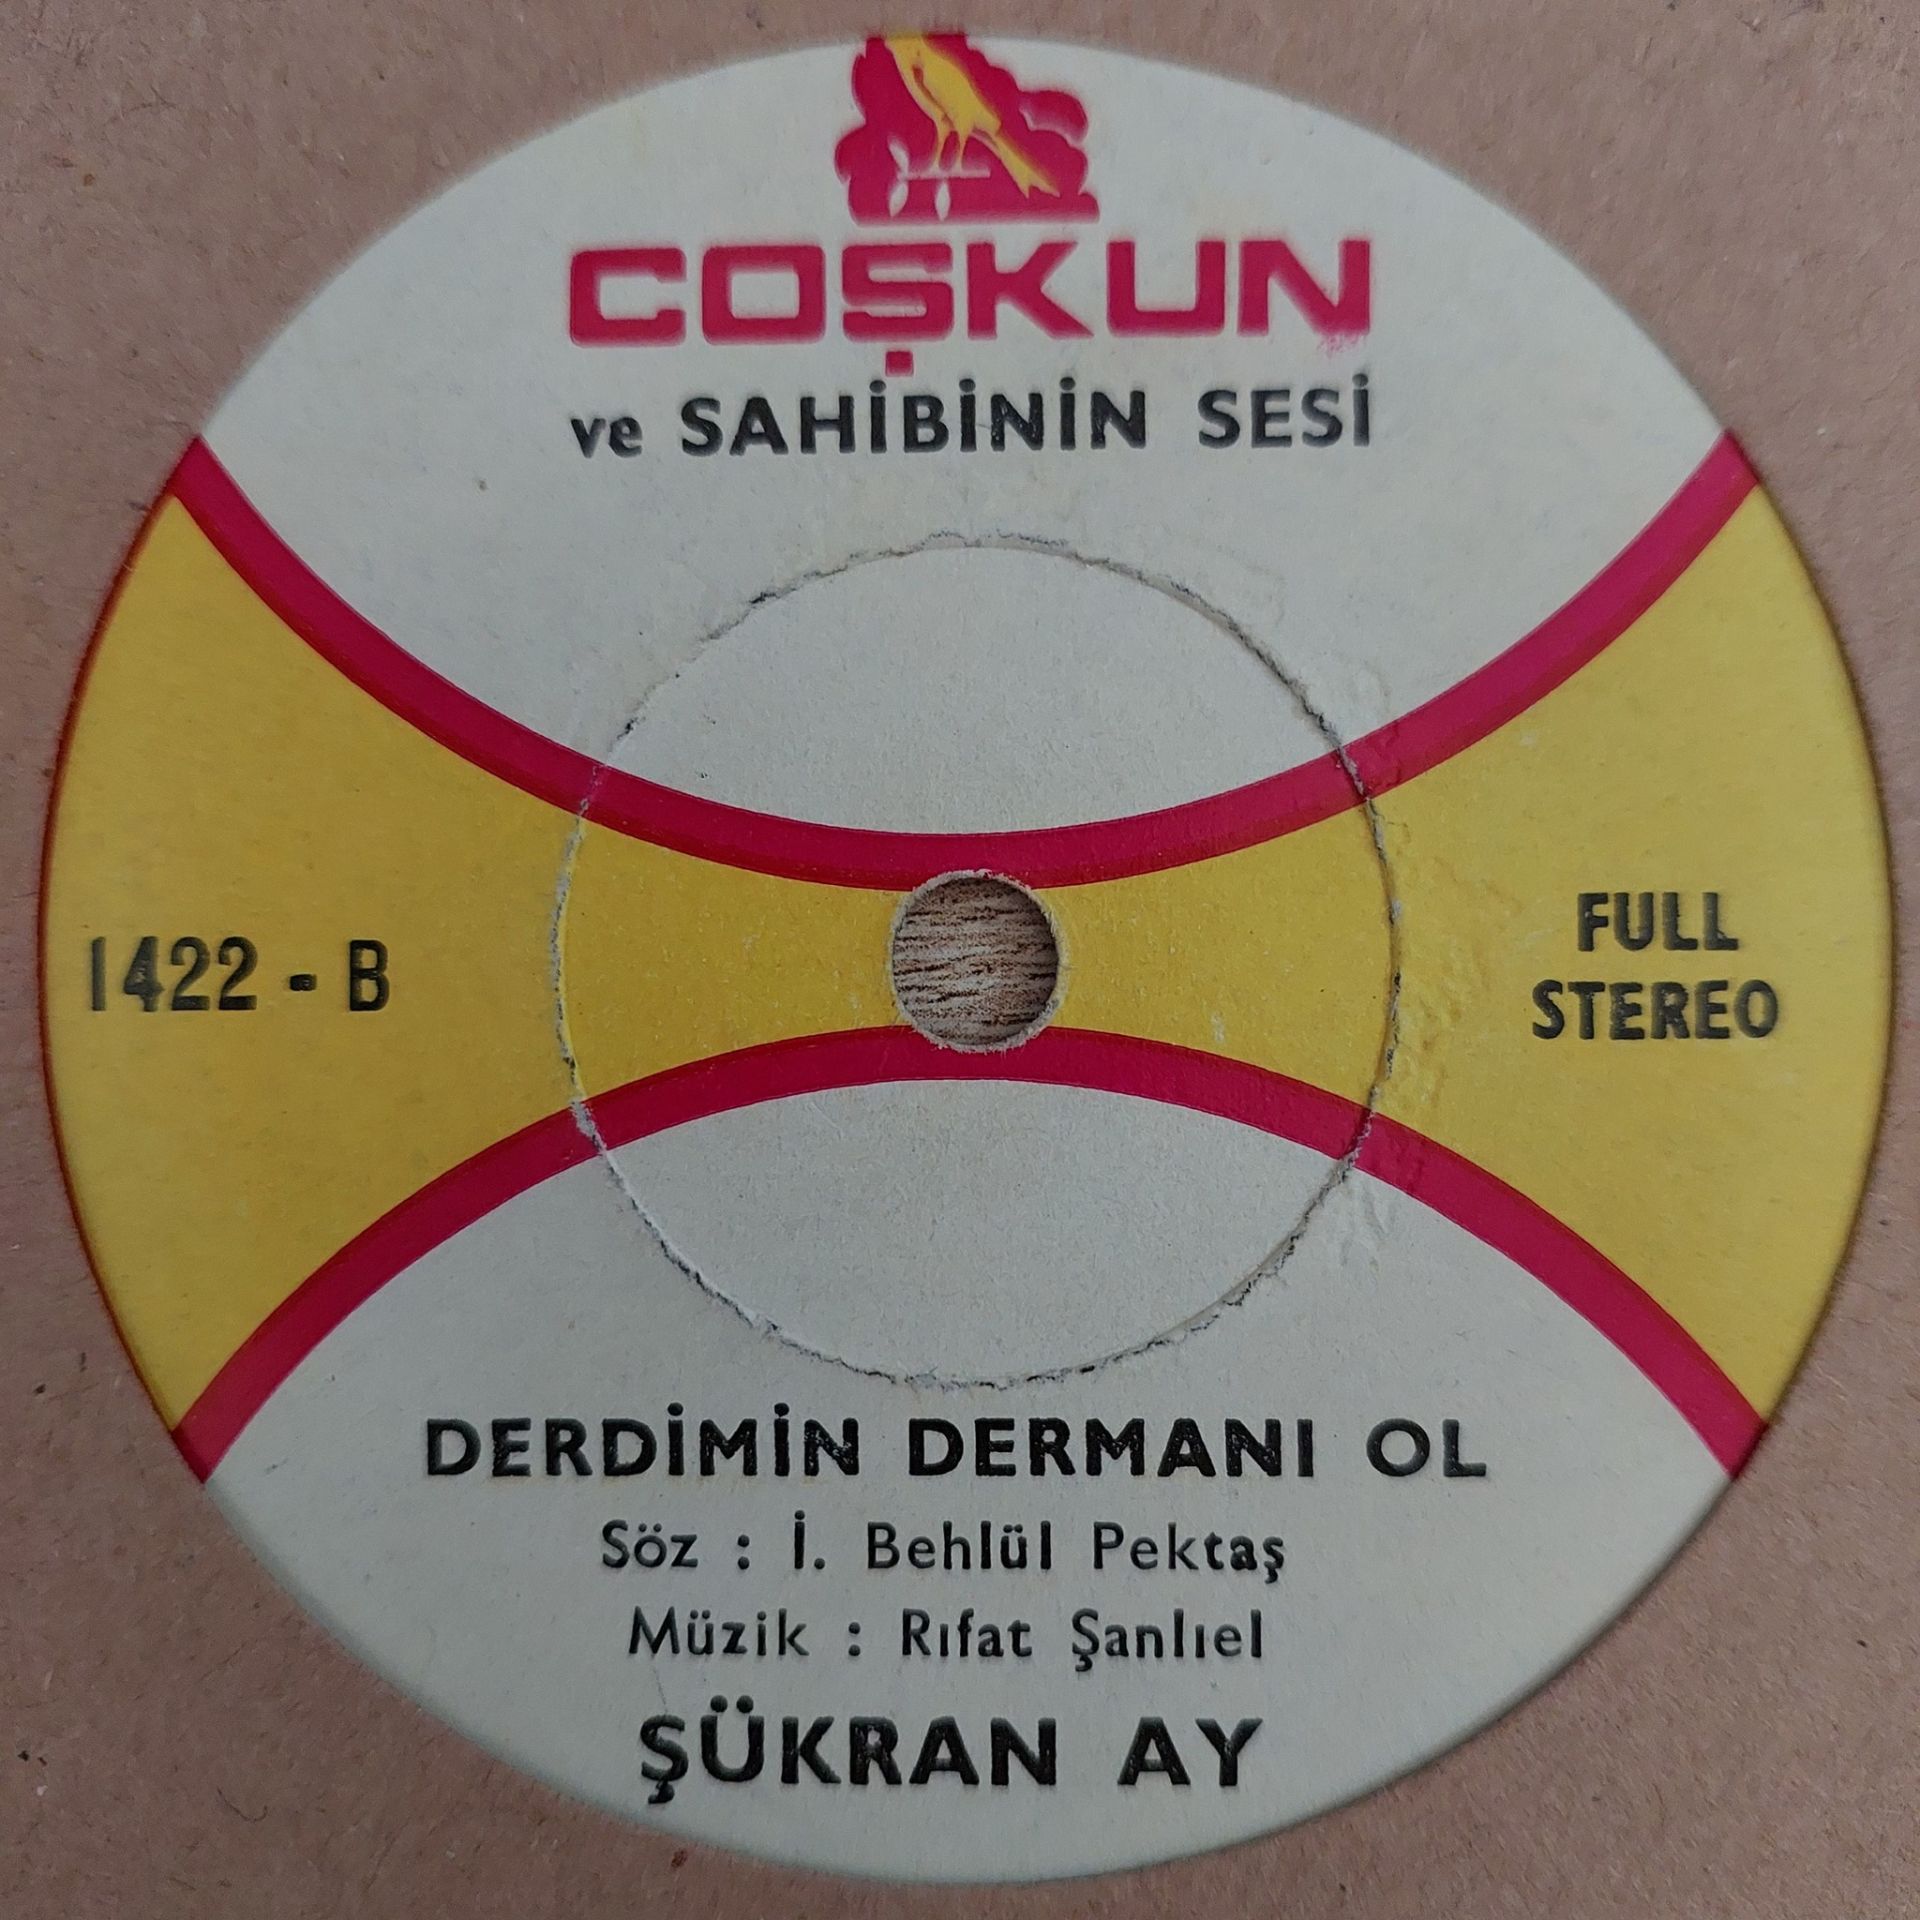 COŞKUN
ve SAHİBİNİN SESİ
1422 - B
FULL
STEREO
DERDİMİN DERMANI OL
Söz : İ. Behlül Pektaş
Müzik : Rıfat Şanlıel
ŞÜKRAN AY